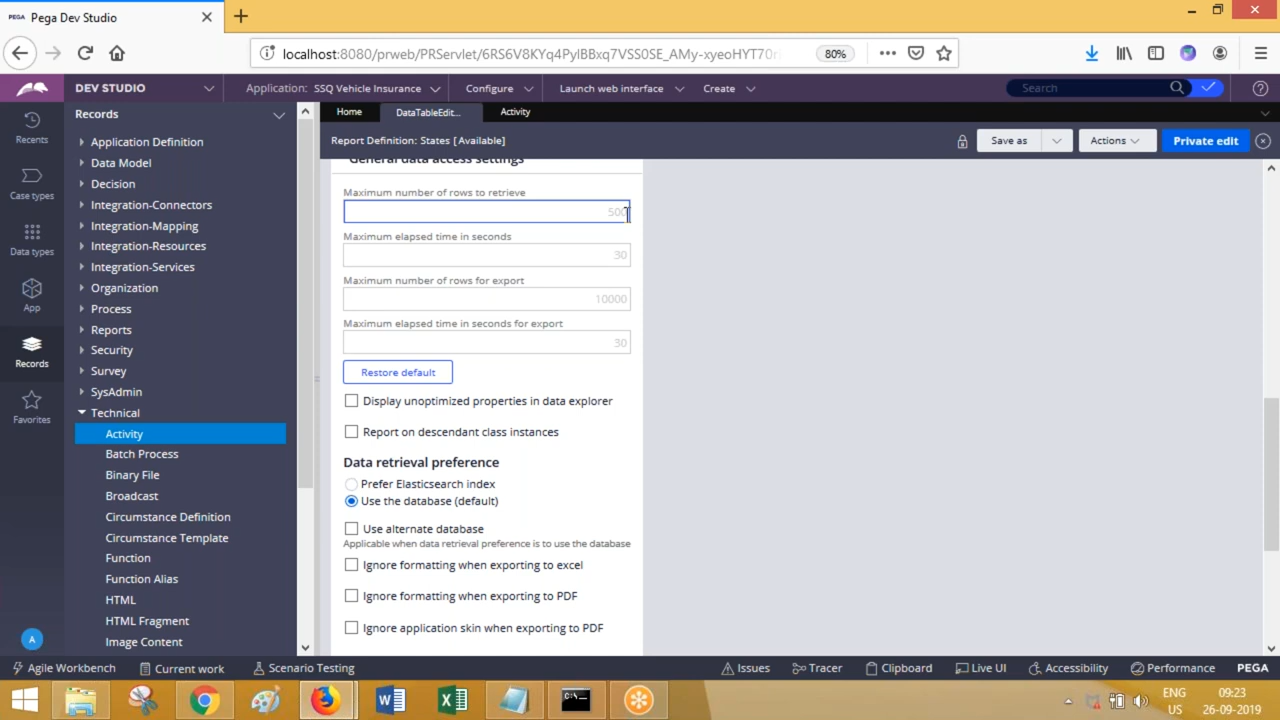 PEGA Pega Dev Studio
localhost:8080/prweb/PRServlet/6RS6V8KYq4PylBBxq7VSS0SE_AMy-xyeoHYT70r 80%
DEV STUDIO Application: SSQ Vehicle Insurance Configure Launch web interface Create Search
Records Home DataTableEdit... Activity
Recents
Case types
Data types
App
Records
Favorites
A
Application Definition
Data Model
Decision
Integration-Connectors
Integration-Mapping
Integration-Resources
Integration-Services
Organization
Process
Reports
Security
Survey
SysAdmin
Technical
Activity
Batch Process
Binary File
Broadcast
Circumstance Definition
Circumstance Template
Function
Function Alias
HTML
HTML Fragment
Image Content
Report Definition: States [Available] Save as Actions Private edit
General data access settings
Maximum number of rows to retrieve
500
Maximum elapsed time in seconds
30
Maximum number of rows for export
10000
Maximum elapsed time in seconds for export
30
Restore default
Display unoptimized properties in data explorer
Report on descendant class instances
Data retrieval preference
Prefer Elasticsearch index
Use the database (default)
Use alternate database
Applicable when data retrieval preference is to use the database
Ignore formatting when exporting to excel
Ignore formatting when exporting to PDF
Ignore application skin when exporting to PDF
Agile Workbench Current work Scenario Testing Issues Tracer Clipboard Live UI Accessibility Performance PEGA
ENG 09:23
US 26-09-2019